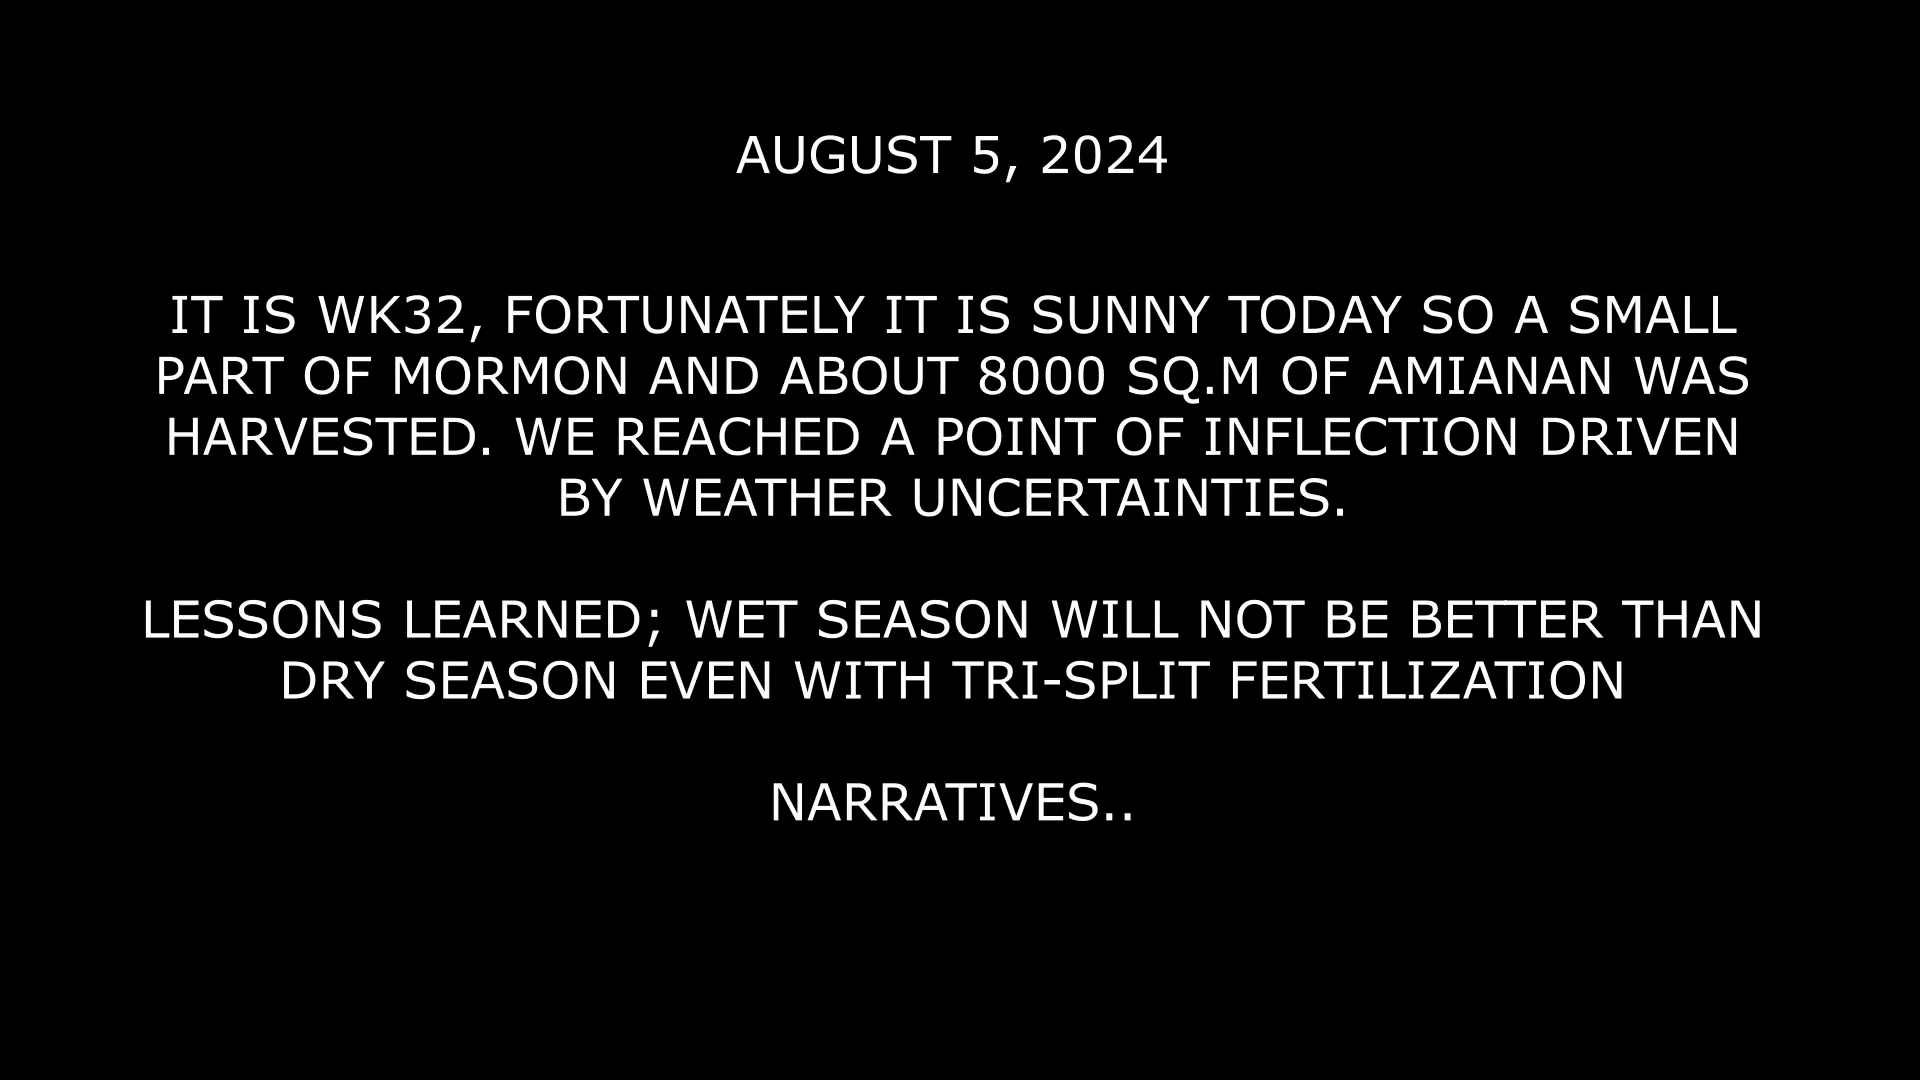 AUGUST 5, 2024
IT IS WK32, FORTUNATELY IT IS SUNNY TODAY SO A SMALL
PART OF MORMON AND ABOUT 8000 SQ.M OF AMIANAN WAS
HARVESTED. WE REACHED A POINT OF INFLECTION DRIVEN
BY WEATHER UNCERTAINTIES.
LESSONS LEARNED; WET SEASON WILL NOT BE BETTER THAN
DRY SEASON EVEN WITH TRI-SPLIT FERTILIZATION
NARRATIVES..